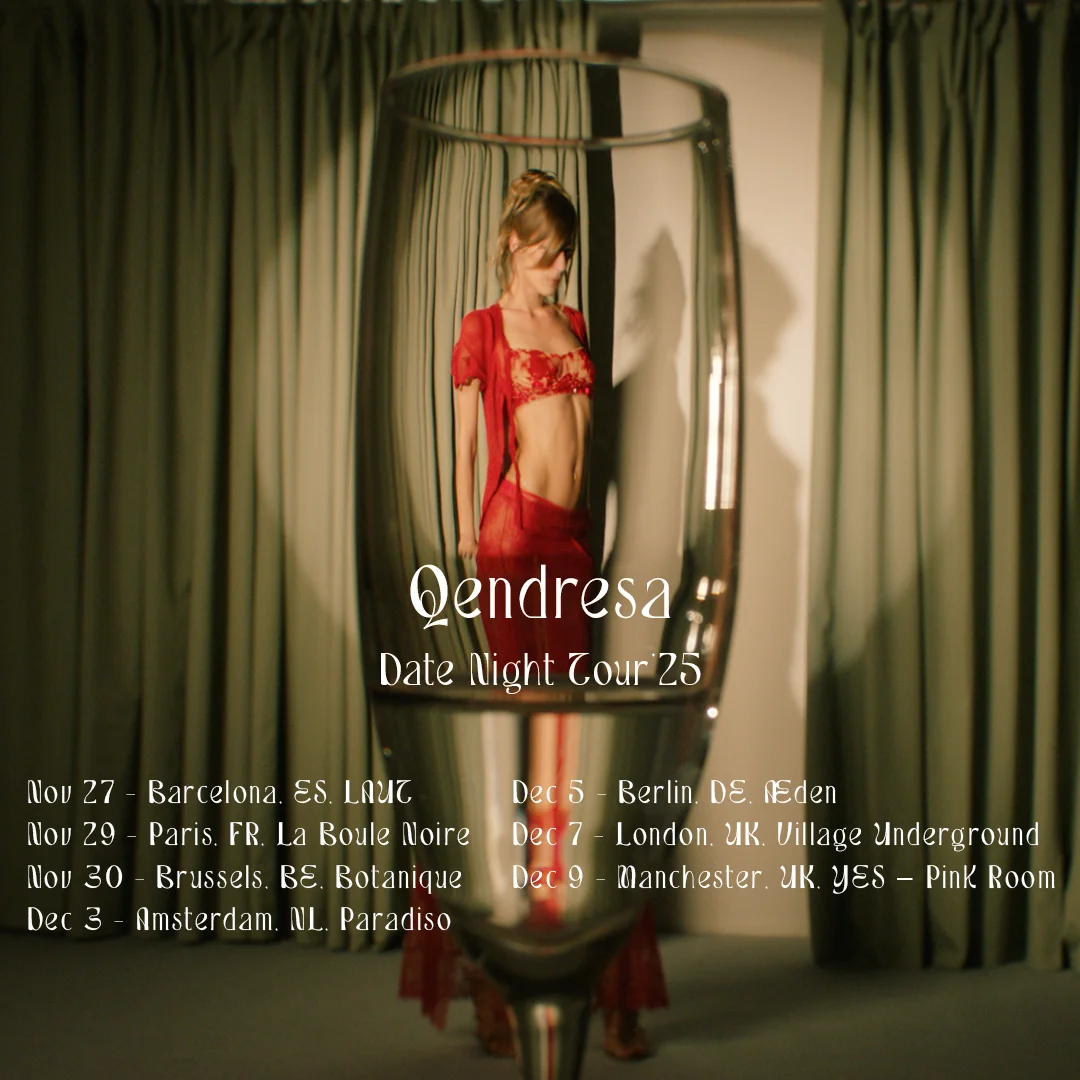 Qendresa
Date Night Tour'25
Nov 27 - Barcelona, ES, LAUT
Nov 29 - Paris, FR, La Boule Noire
Nov 30 - Brussels, BE, Botanique
Dec 3 - Amsterdam, NL, Paradiso
Dec 5 - Berlin, DE, Æden
Dec 7 - London, UK, Village Underground
Dec 9 - Manchester, UK, YES – Pink Room